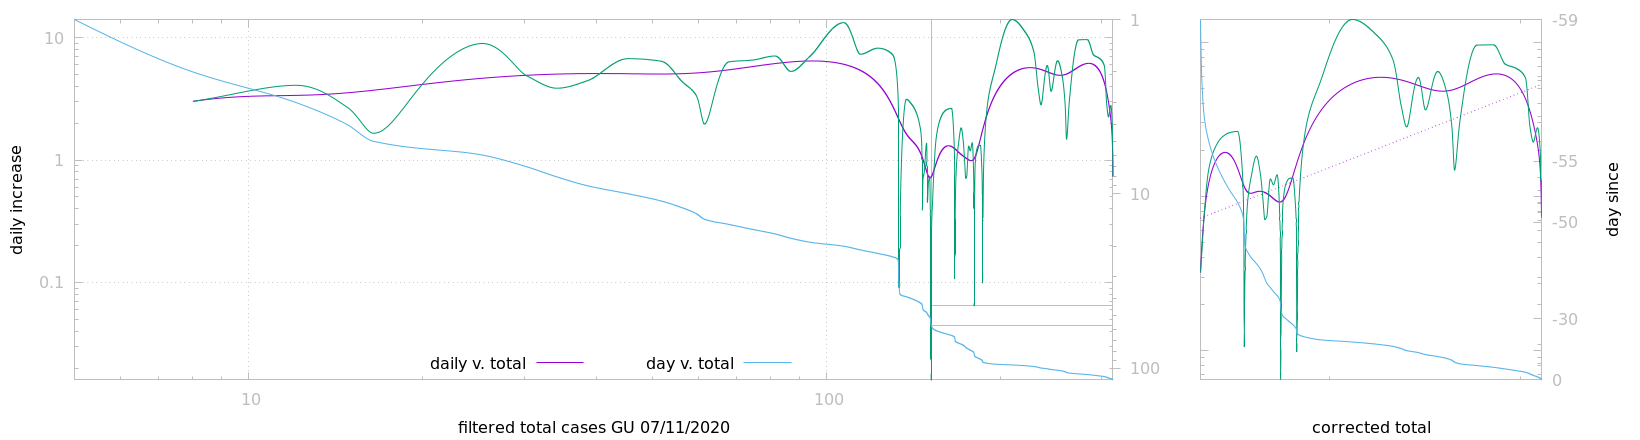 10
1
0.1
daily increase
daily v. total
day v. total
10
100
filtered total cases GU 07/11/2020
1
10
100
-59
-55
-50
-30
0
day since
corrected total